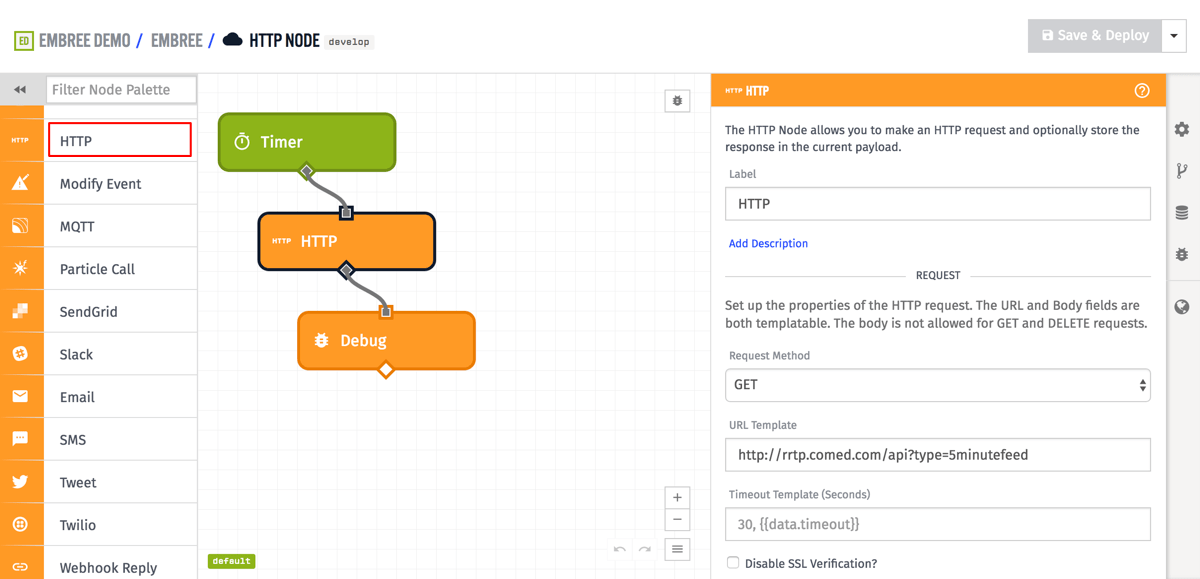 ED EMBREE DEMO / EMBREE / HTTP NODE develop
Save & Deploy
Filter Node Palette
HTTP HTTP
Modify Event
MQTT
Particle Call
SendGrid
Slack
Email
SMS
Tweet
Twilio
Webhook Reply
Timer
HTTP HTTP
Debug
default
+
−
HTTP HTTP
The HTTP Node allows you to make an HTTP request and optionally store the
response in the current payload.
Label
HTTP
Add Description
REQUEST
Set up the properties of the HTTP request. The URL and Body fields are
both templatable. The body is not allowed for GET and DELETE requests.
Request Method
GET
URL Template
http://rrtp.comed.com/api?type=5minutefeed
Timeout Template (Seconds)
30, {{data.timeout}}
Disable SSL Verification?